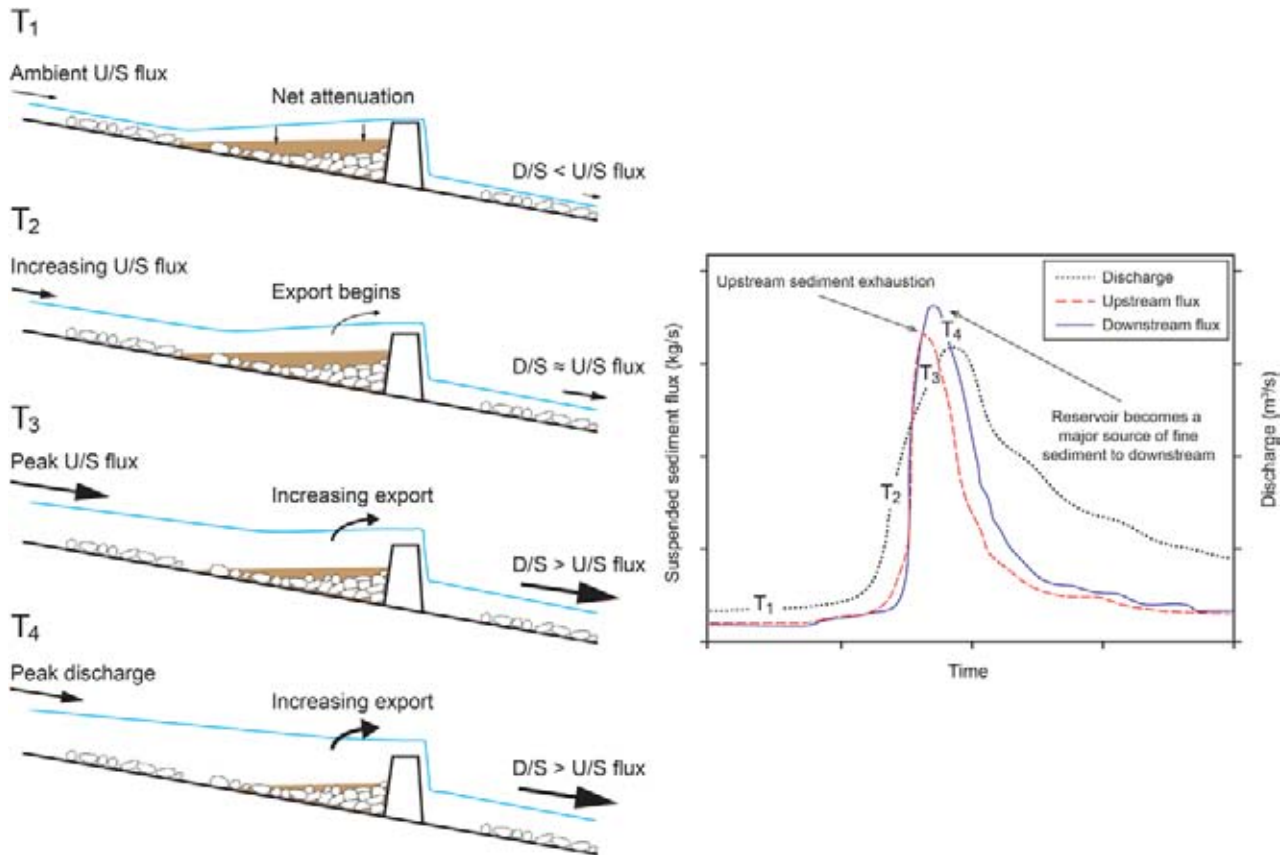 T1
Ambient U/S flux
Net attenuation
D/S < U/S flux
T2
Increasing U/S flux
Export begins
D/S ≈ U/S flux
T3
Peak U/S flux
Increasing export
D/S > U/S flux
T4
Peak discharge
Increasing export
D/S > U/S flux
Suspended sediment flux (kg/s)
Upstream sediment exhaustion
Discharge
Upstream flux
Downstream flux
T4
T3
Reservoir becomes a
major source of fine
sediment to downstream
T2
T1
Time
Discharge (m³/s)